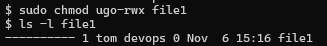 $ sudo chmod ugo-rwx file1
$ ls -l file1
---------- 1 tom devops 0 Nov  6 15:16 file1